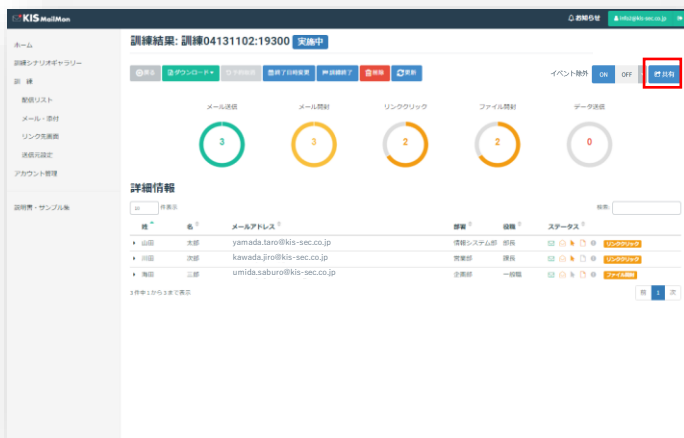 KIS MailMon
お知らせ
info@kis-sec.co.jp
ホーム
訓練シナリオギャラリー
訓 練
配信リスト
メール・添付
リンク先画面
送信元設定
アカウント管理
説明書・サンプル集
訓練結果: 訓練04131102:19300 実施中
戻る ダウンロード 予約取消 終了日時変更 訓練終了 削除 更新
イベント除外 ON OFF 共有
メール送信 メール開封 リンククリック ファイル開封 データ送信
3 3 2 2 0
詳細情報
10 件表示
検索:
姓 名 メールアドレス 部署 役職 ステータス
山田 太郎 yamada.taro@kis-sec.co.jp 情報システム部 部長 リンククリック
川田 次郎 kawada.jiro@kis-sec.co.jp 営業部 課長 リンククリック
海田 三郎 umida.saburo@kis-sec.co.jp 企画部 一般職 ファイル開封
3 件中 1 から 3 まで表示
前 1 次